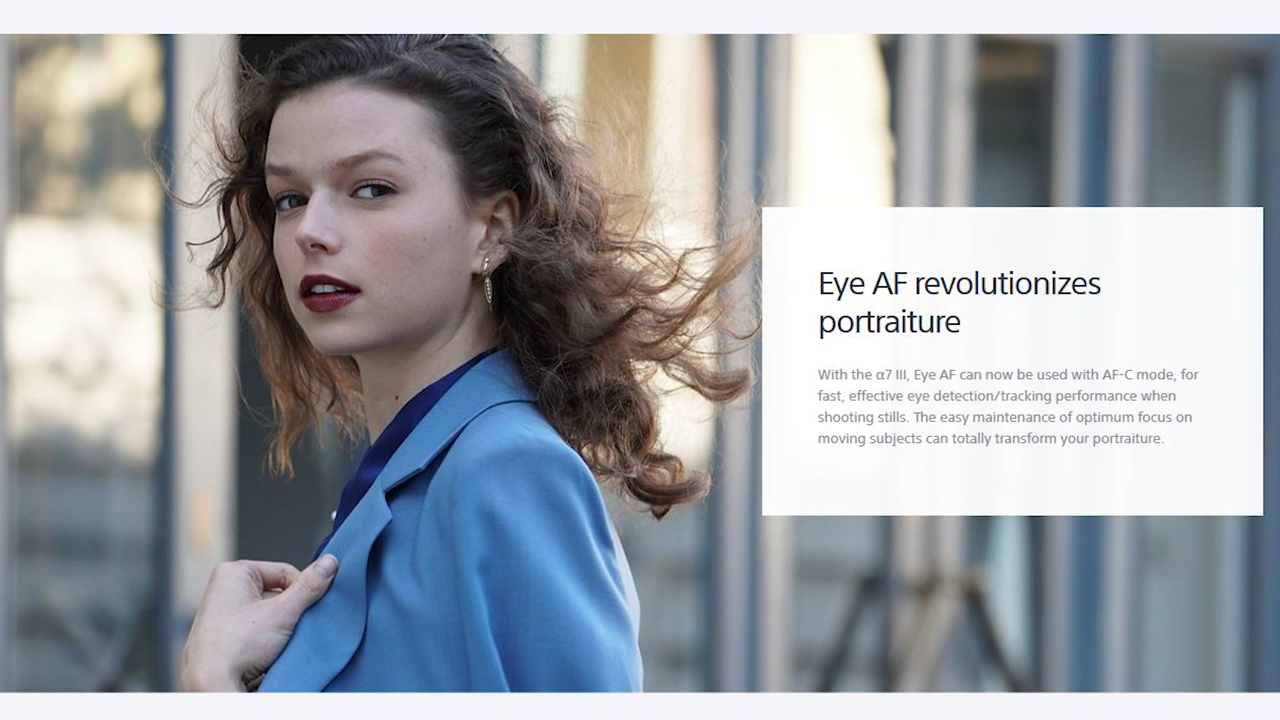 Eye AF revolutionizes
portraiture
With the α7 III, Eye AF can now be used with AF-C mode, for
fast, effective eye detection/tracking performance when
shooting stills. The easy maintenance of optimum focus on
moving subjects can totally transform your portraiture.